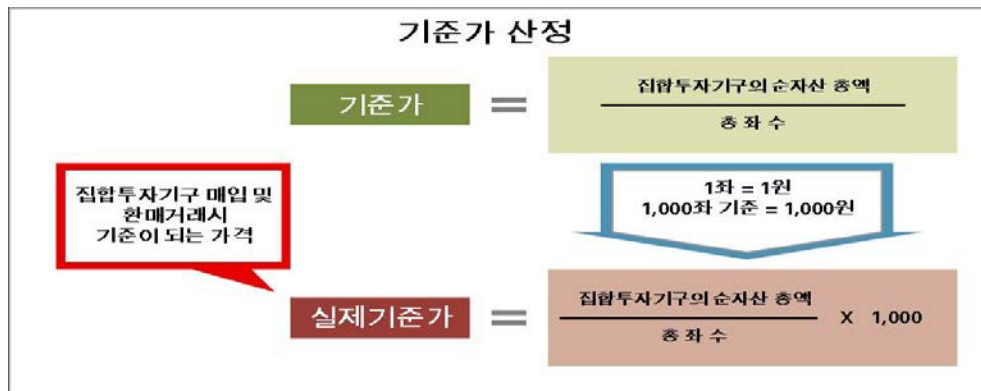 기준가 산정
기준가 = 집합투자기구의 순자산 총액
총 좌 수
집합투자기구 매입 및
환매거래시
기준이 되는 가격
1좌 = 1원
1,000좌 기준 = 1,000원
실제기준가 = 집합투자기구의 순자산 총액
총 좌 수
X 1,000